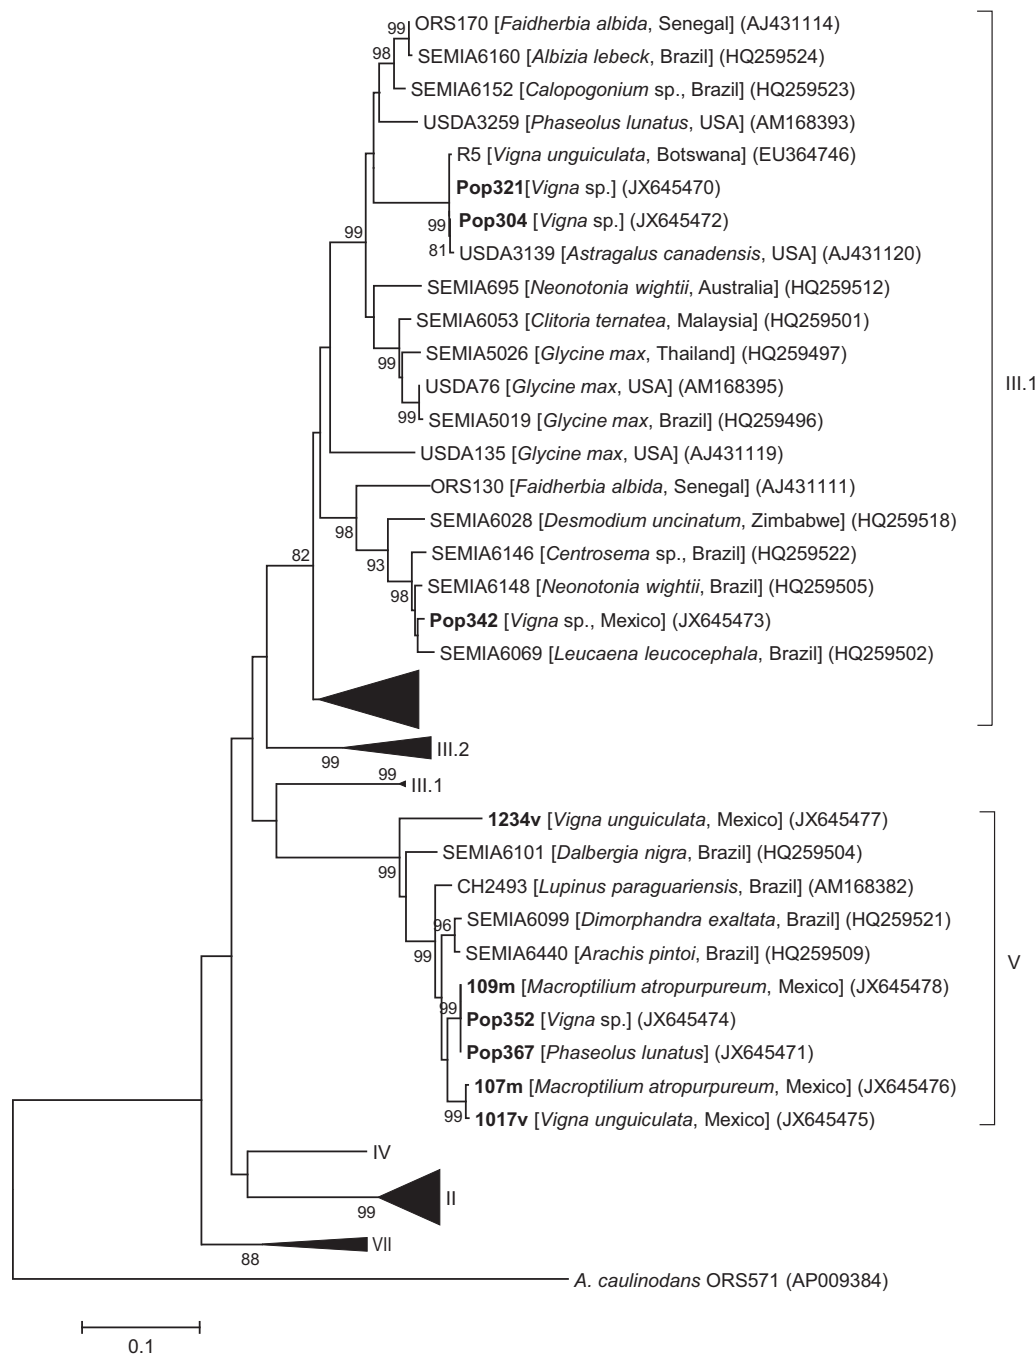 99
ORS170 [Faidherbia albida, Senegal] (AJ431114)
98
SEMIA6160 [Albizia lebeck, Brazil] (HQ259524)
SEMIA6152 [Calopogonium sp., Brazil] (HQ259523)
USDA3259 [Phaseolus lunatus, USA] (AM168393)
R5 [Vigna unguiculata, Botswana] (EU364746)
Pop321[Vigna sp.] (JX645470)
99
Pop304 [Vigna sp.] (JX645472)
99
81
USDA3139 [Astragalus canadensis, USA] (AJ431120)
SEMIA695 [Neonotonia wightii, Australia] (HQ259512)
SEMIA6053 [Clitoria ternatea, Malaysia] (HQ259501)
99
SEMIA5026 [Glycine max, Thailand] (HQ259497)
USDA76 [Glycine max, USA] (AM168395)
III.1
99
SEMIA5019 [Glycine max, Brazil] (HQ259496)
USDA135 [Glycine max, USA] (AJ431119)
ORS130 [Faidherbia albida, Senegal] (AJ431111)
98
SEMIA6028 [Desmodium uncinatum, Zimbabwe] (HQ259518)
82
93
SEMIA6146 [Centrosema sp., Brazil] (HQ259522)
98
SEMIA6148 [Neonotonia wightii, Brazil] (HQ259505)
Pop342 [Vigna sp., Mexico] (JX645473)
SEMIA6069 [Leucaena leucocephala, Brazil] (HQ259502)
99
III.2
99
III.1
1234v [Vigna unguiculata, Mexico] (JX645477)
99
SEMIA6101 [Dalbergia nigra, Brazil] (HQ259504)
CH2493 [Lupinus paraguariensis, Brazil] (AM168382)
96
SEMIA6099 [Dimorphandra exaltata, Brazil] (HQ259521)
99
SEMIA6440 [Arachis pintoi, Brazil] (HQ259509)
V
109m [Macroptilium atropurpureum, Mexico] (JX645478)
99
Pop352 [Vigna sp.] (JX645474)
Pop367 [Phaseolus lunatus] (JX645471)
107m [Macroptilium atropurpureum, Mexico] (JX645476)
99
1017v [Vigna unguiculata, Mexico] (JX645475)
IV
99
II
88
VII
A. caulinodans ORS571 (AP009384)
0.1